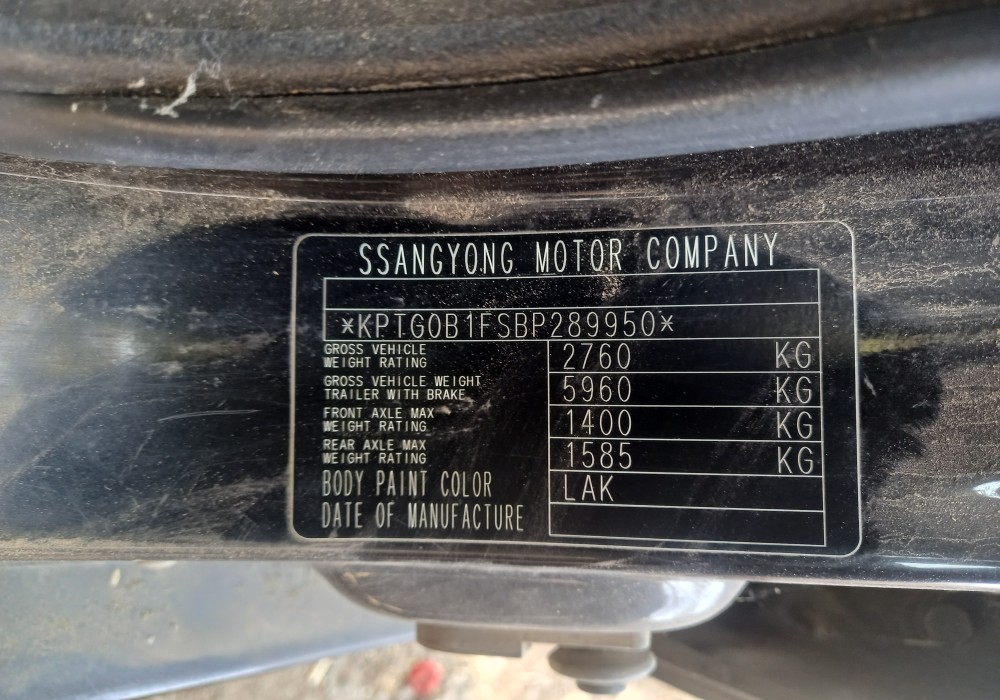 SSANGYONG MOTOR COMPANY
*KPTG0B1FSBP289950*
GROSS VEHICLE
WEIGHT RATING 2760 KG
GROSS VEHICLE WEIGHT
TRAILER WITH BRAKE 5960 KG
FRONT AXLE MAX
WEIGHT RATING 1400 KG
REAR AXLE MAX
WEIGHT RATING 1585 KG
BODY PAINT COLOR LAK
DATE OF MANUFACTURE